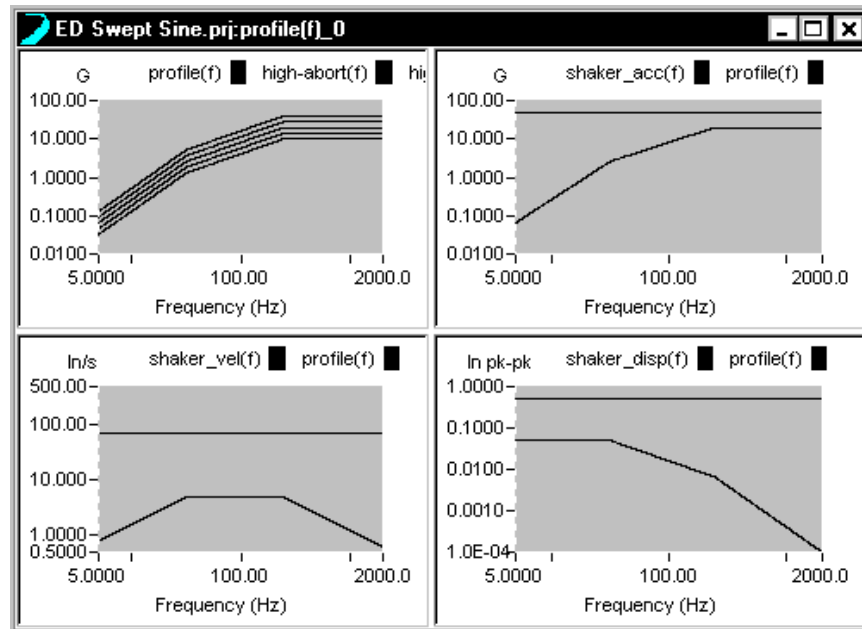 ED Swept Sine.prj:profile(f)_0
G profile(f) high-abort(f) hi
100.00
10.000
1.0000
0.1000
0.0100
5.0000 100.00 2000.0
Frequency (Hz)
G shaker_acc(f) profile(f)
100.00
10.000
1.0000
0.1000
0.0100
5.0000 100.00 2000.0
Frequency (Hz)
In/s shaker_vel(f) profile(f)
500.00
100.00
10.000
1.0000
0.5000
5.0000 100.00 2000.0
Frequency (Hz)
In pk-pk shaker_disp(f) profile(f)
1.0000
0.1000
0.0100
0.0010
1.0E-04
5.0000 100.00 2000.0
Frequency (Hz)